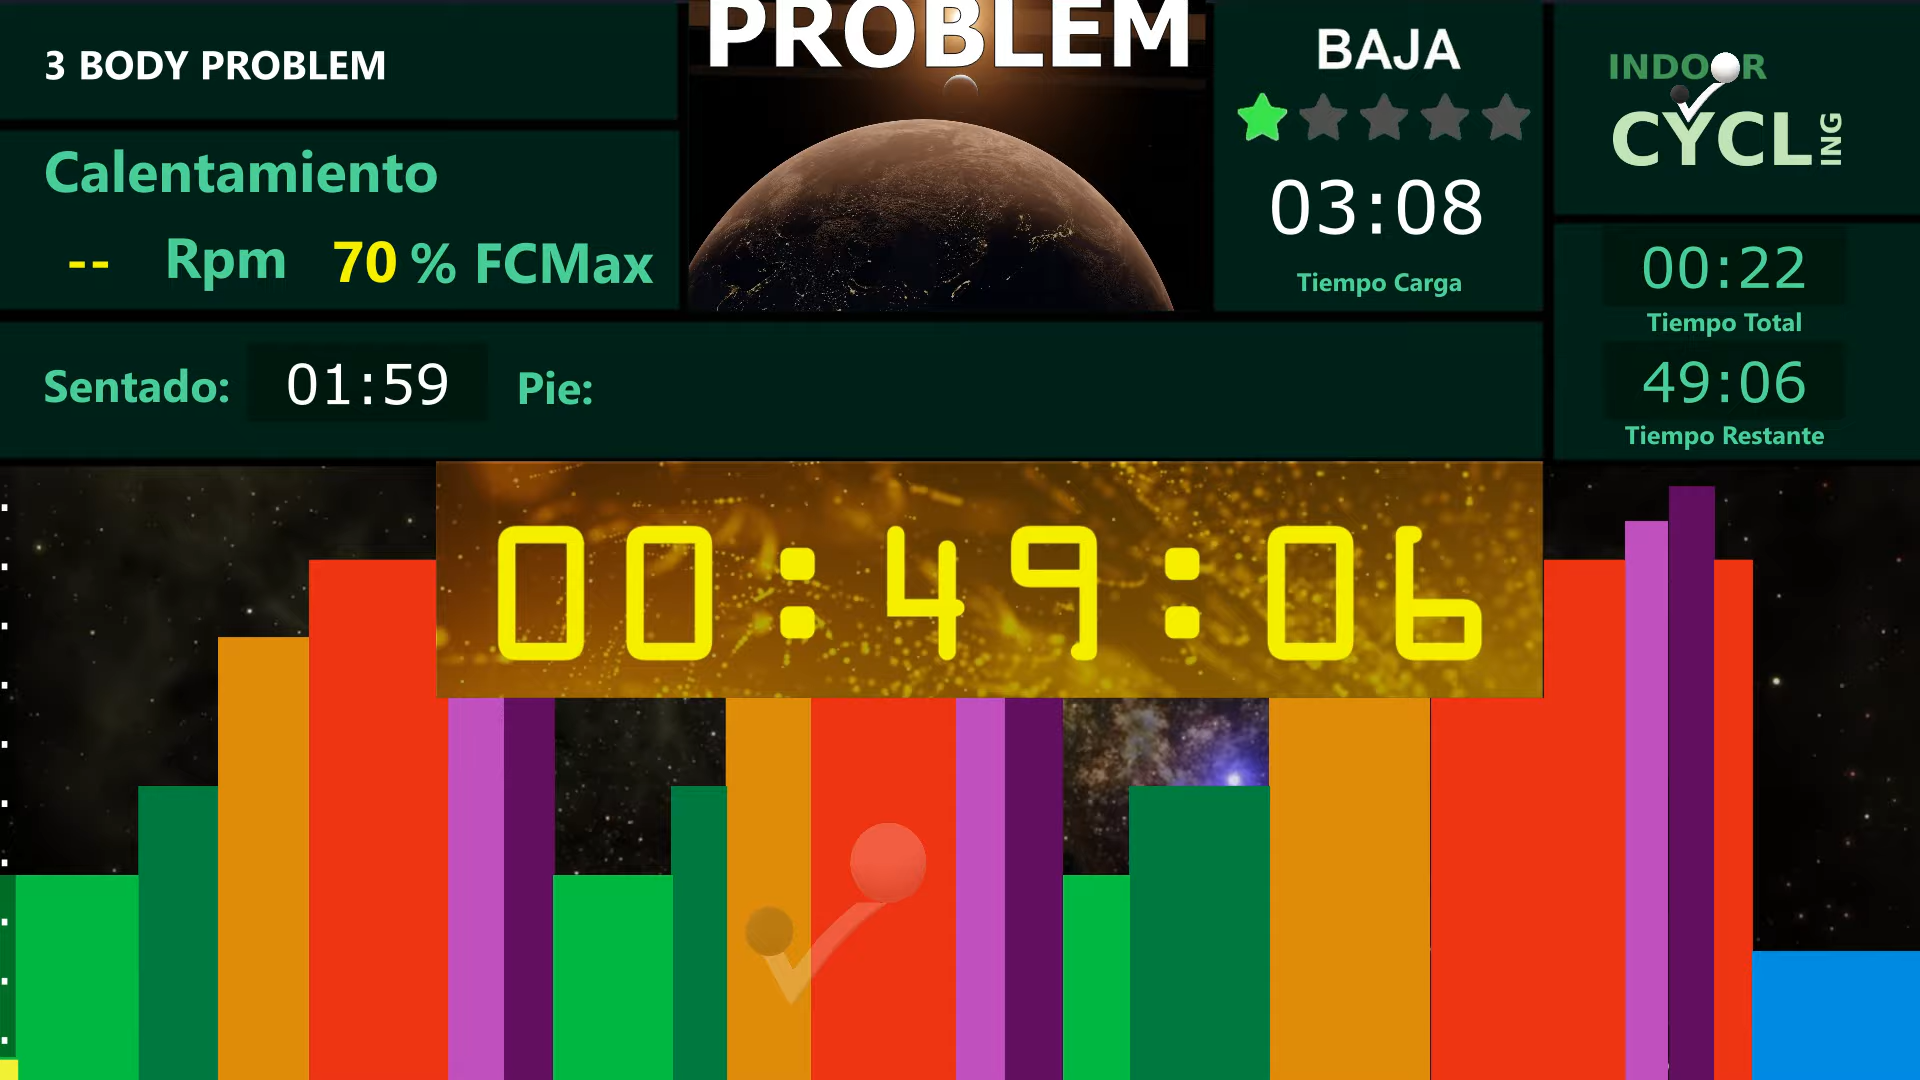 3 BODY PROBLEM
Calentamiento
-- Rpm 70 % FCMax
PROBLEM
BAJA
03:08
Tiempo Carga
INDOOR
CYCLING
00:22
Tiempo Total
49:06
Tiempo Restante
Sentado: 01:59 Pie:
00:49:06